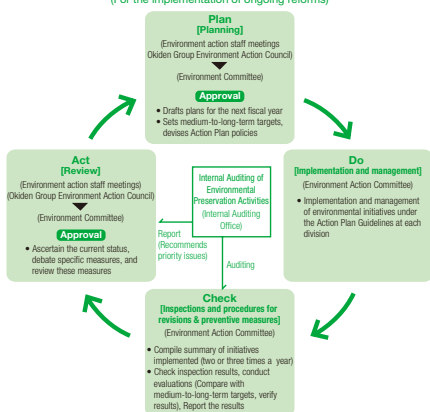 (For the implementation of ongoing reforms)
Plan
[Planning]
(Environment action staff meetings
Okiden Group Environment Action Council)
(Environment Committee)
Approval
• Drafts plans for the next fiscal year
• Sets medium-to-long-term targets,
devises Action Plan policies
Act
[Review]
(Environment action staff meetings)
(Okiden Group Environment Action Council)
(Environment Committee)
Approval
• Ascertain the current status,
debate specific measures, and
review these measures
Internal Auditing of
Environmental
Preservation Activities
(Internal Auditing
Office)
Report
(Recommends
priority issues)
Auditing
Do
[Implementation and management]
(Environment Action Committee)
• Implementation and management
of environmental initiatives under
the Action Plan Guidelines at each
division
Check
[Inspections and procedures for
revisions & preventive measures]
(Environment Action Committee)
• Compile summary of initiatives
implemented (two or three times a year)
• Check inspection results, conduct
evaluations (Compare with
medium-to-long-term targets, verify
results), Report the results